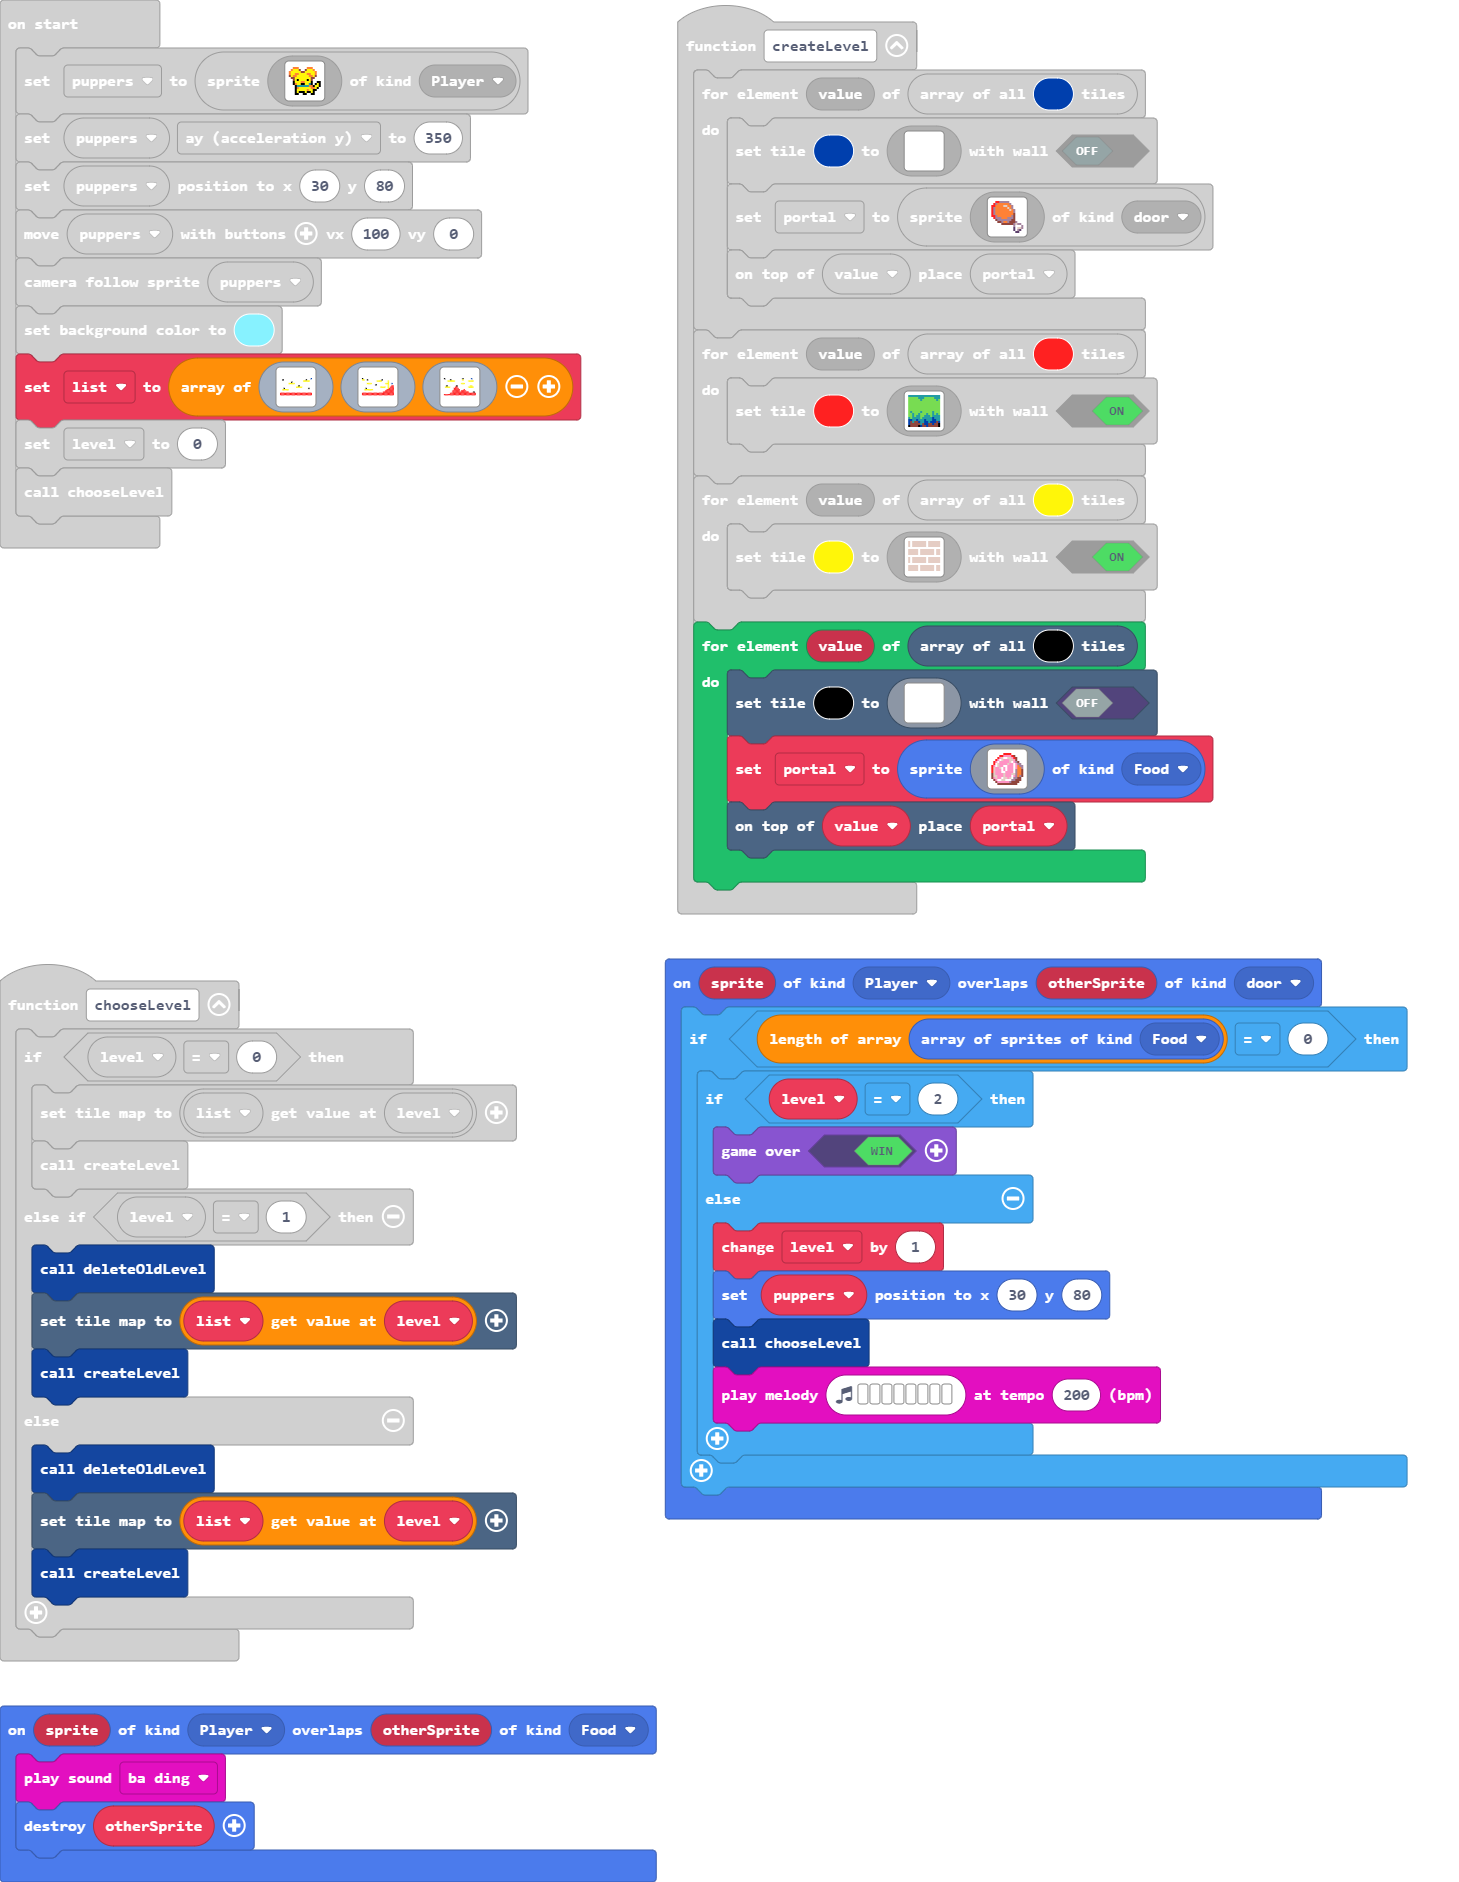 on start
set puppers to sprite of kind Player
set puppers ay (acceleration y) to 350
set puppers position to x 30 y 80
move puppers with buttons vx 100 vy 0
camera follow sprite puppers
set background color to
set list to array of
set level to 0
call chooseLevel
function createLevel
for element value of array of all tiles
do
set tile to with wall OFF
set portal to sprite of kind door
on top of value place portal
for element value of array of all tiles
do
set tile to with wall ON
for element value of array of all tiles
do
set tile to with wall ON
for element value of array of all tiles
do
set tile to with wall OFF
set portal to sprite of kind Food
on top of value place portal
function chooseLevel
if level = 0 then
set tile map to list get value at level
call createLevel
else if level = 1 then
call deleteOldLevel
set tile map to list get value at level
call createLevel
else
call deleteOldLevel
set tile map to list get value at level
call createLevel
on sprite of kind Player overlaps otherSprite of kind door
if length of array array of sprites of kind Food = 0 then
if level = 2 then
game over WIN
else
change level by 1
set puppers position to x 30 y 80
call chooseLevel
play melody at tempo 200 (bpm)
on sprite of kind Player overlaps otherSprite of kind Food
play sound ba ding
destroy otherSprite